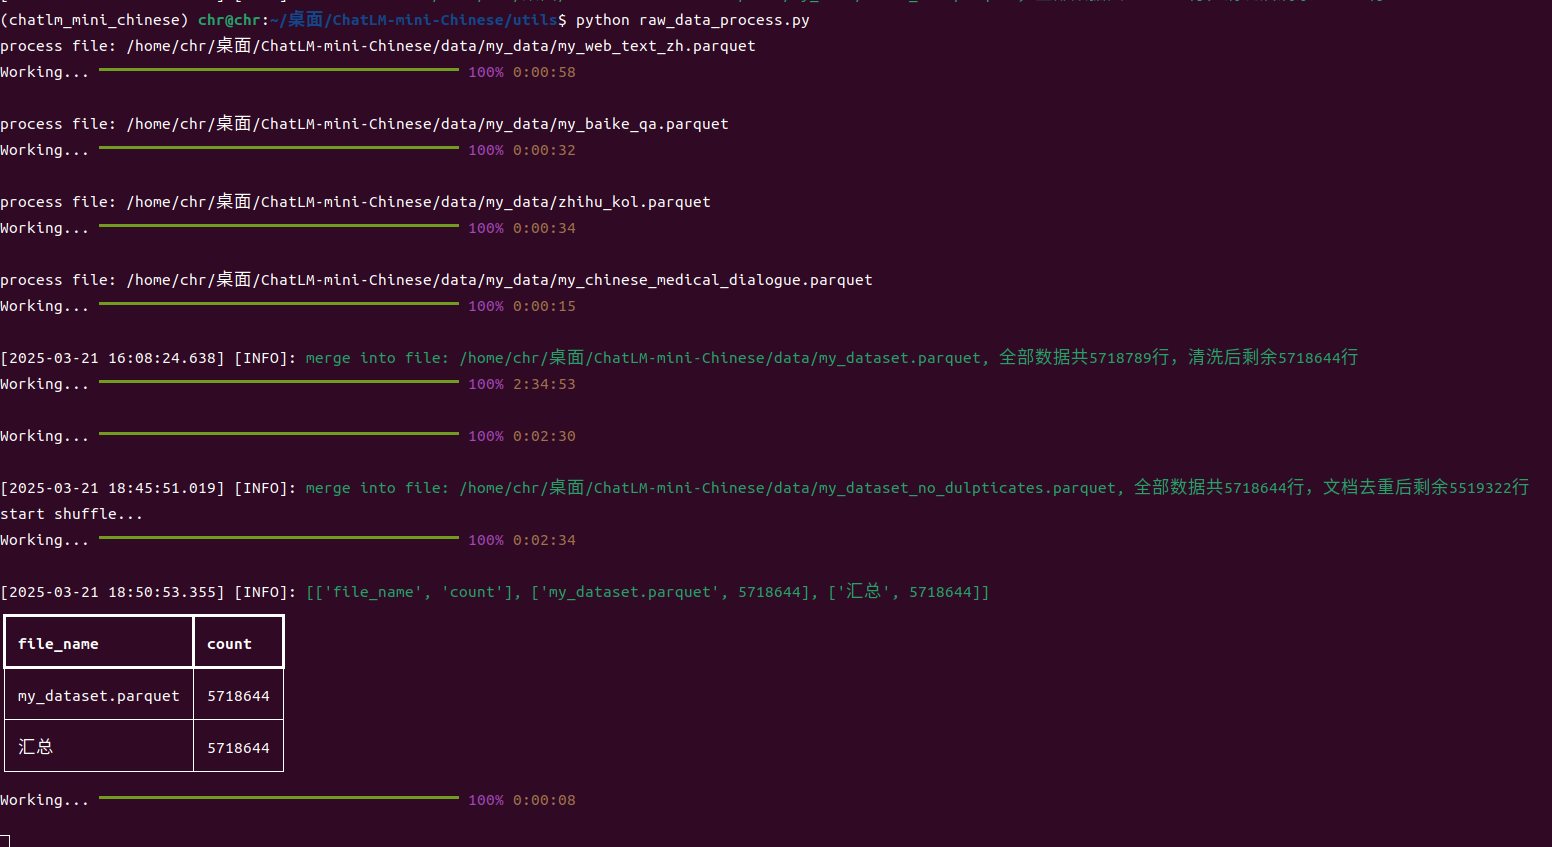 (chatlm_mini_chinese) chr@chr:~/桌面/ChatLM-mini-Chinese/utils$ python raw_data_process.py
process file: /home/chr/桌面/ChatLM-mini-Chinese/data/my_data/my_web_text_zh.parquet
Working... 100% 0:00:58
process file: /home/chr/桌面/ChatLM-mini-Chinese/data/my_data/my_baike_qa.parquet
Working... 100% 0:00:32
process file: /home/chr/桌面/ChatLM-mini-Chinese/data/my_data/zhihu_kol.parquet
Working... 100% 0:00:34
process file: /home/chr/桌面/ChatLM-mini-Chinese/data/my_data/my_chinese_medical_dialogue.parquet
Working... 100% 0:00:15
[2025-03-21 16:08:24.638] [INFO]: merge into file: /home/chr/桌面/ChatLM-mini-Chinese/data/my_dataset.parquet, 全部数据共5718789行，清洗后剩余5718644行
Working... 100% 2:34:53
Working... 100% 0:02:30
[2025-03-21 18:45:51.019] [INFO]: merge into file: /home/chr/桌面/ChatLM-mini-Chinese/data/my_dataset_no_dulpticates.parquet, 全部数据共5718644行，文档去重后剩余5519322行
start shuffle...
Working... 100% 0:02:34
[2025-03-21 18:50:53.355] [INFO]: [['file_name', 'count'], ['my_dataset.parquet', 5718644], ['汇总', 5718644]]
file_name count
my_dataset.parquet 5718644
汇总 5718644
Working... 100% 0:00:08